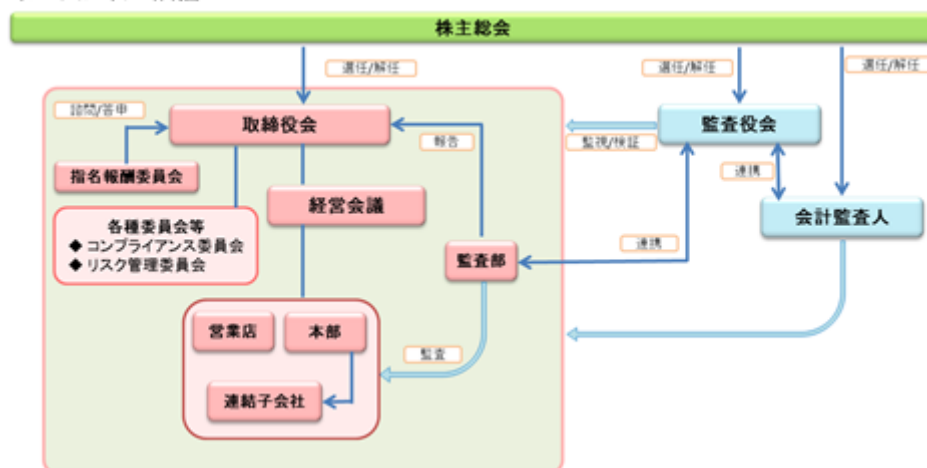 株主総会
選任/解任
選任/解任
選任/解任
諮問/答申
取締役会
報告
監視/検証
監査役会
指名報酬委員会
連携
経営会議
会計監査人
各種委員会等
◆ コンプライアンス委員会
◆ リスク管理委員会
連携
監査部
営業店
本部
監査
連結子会社